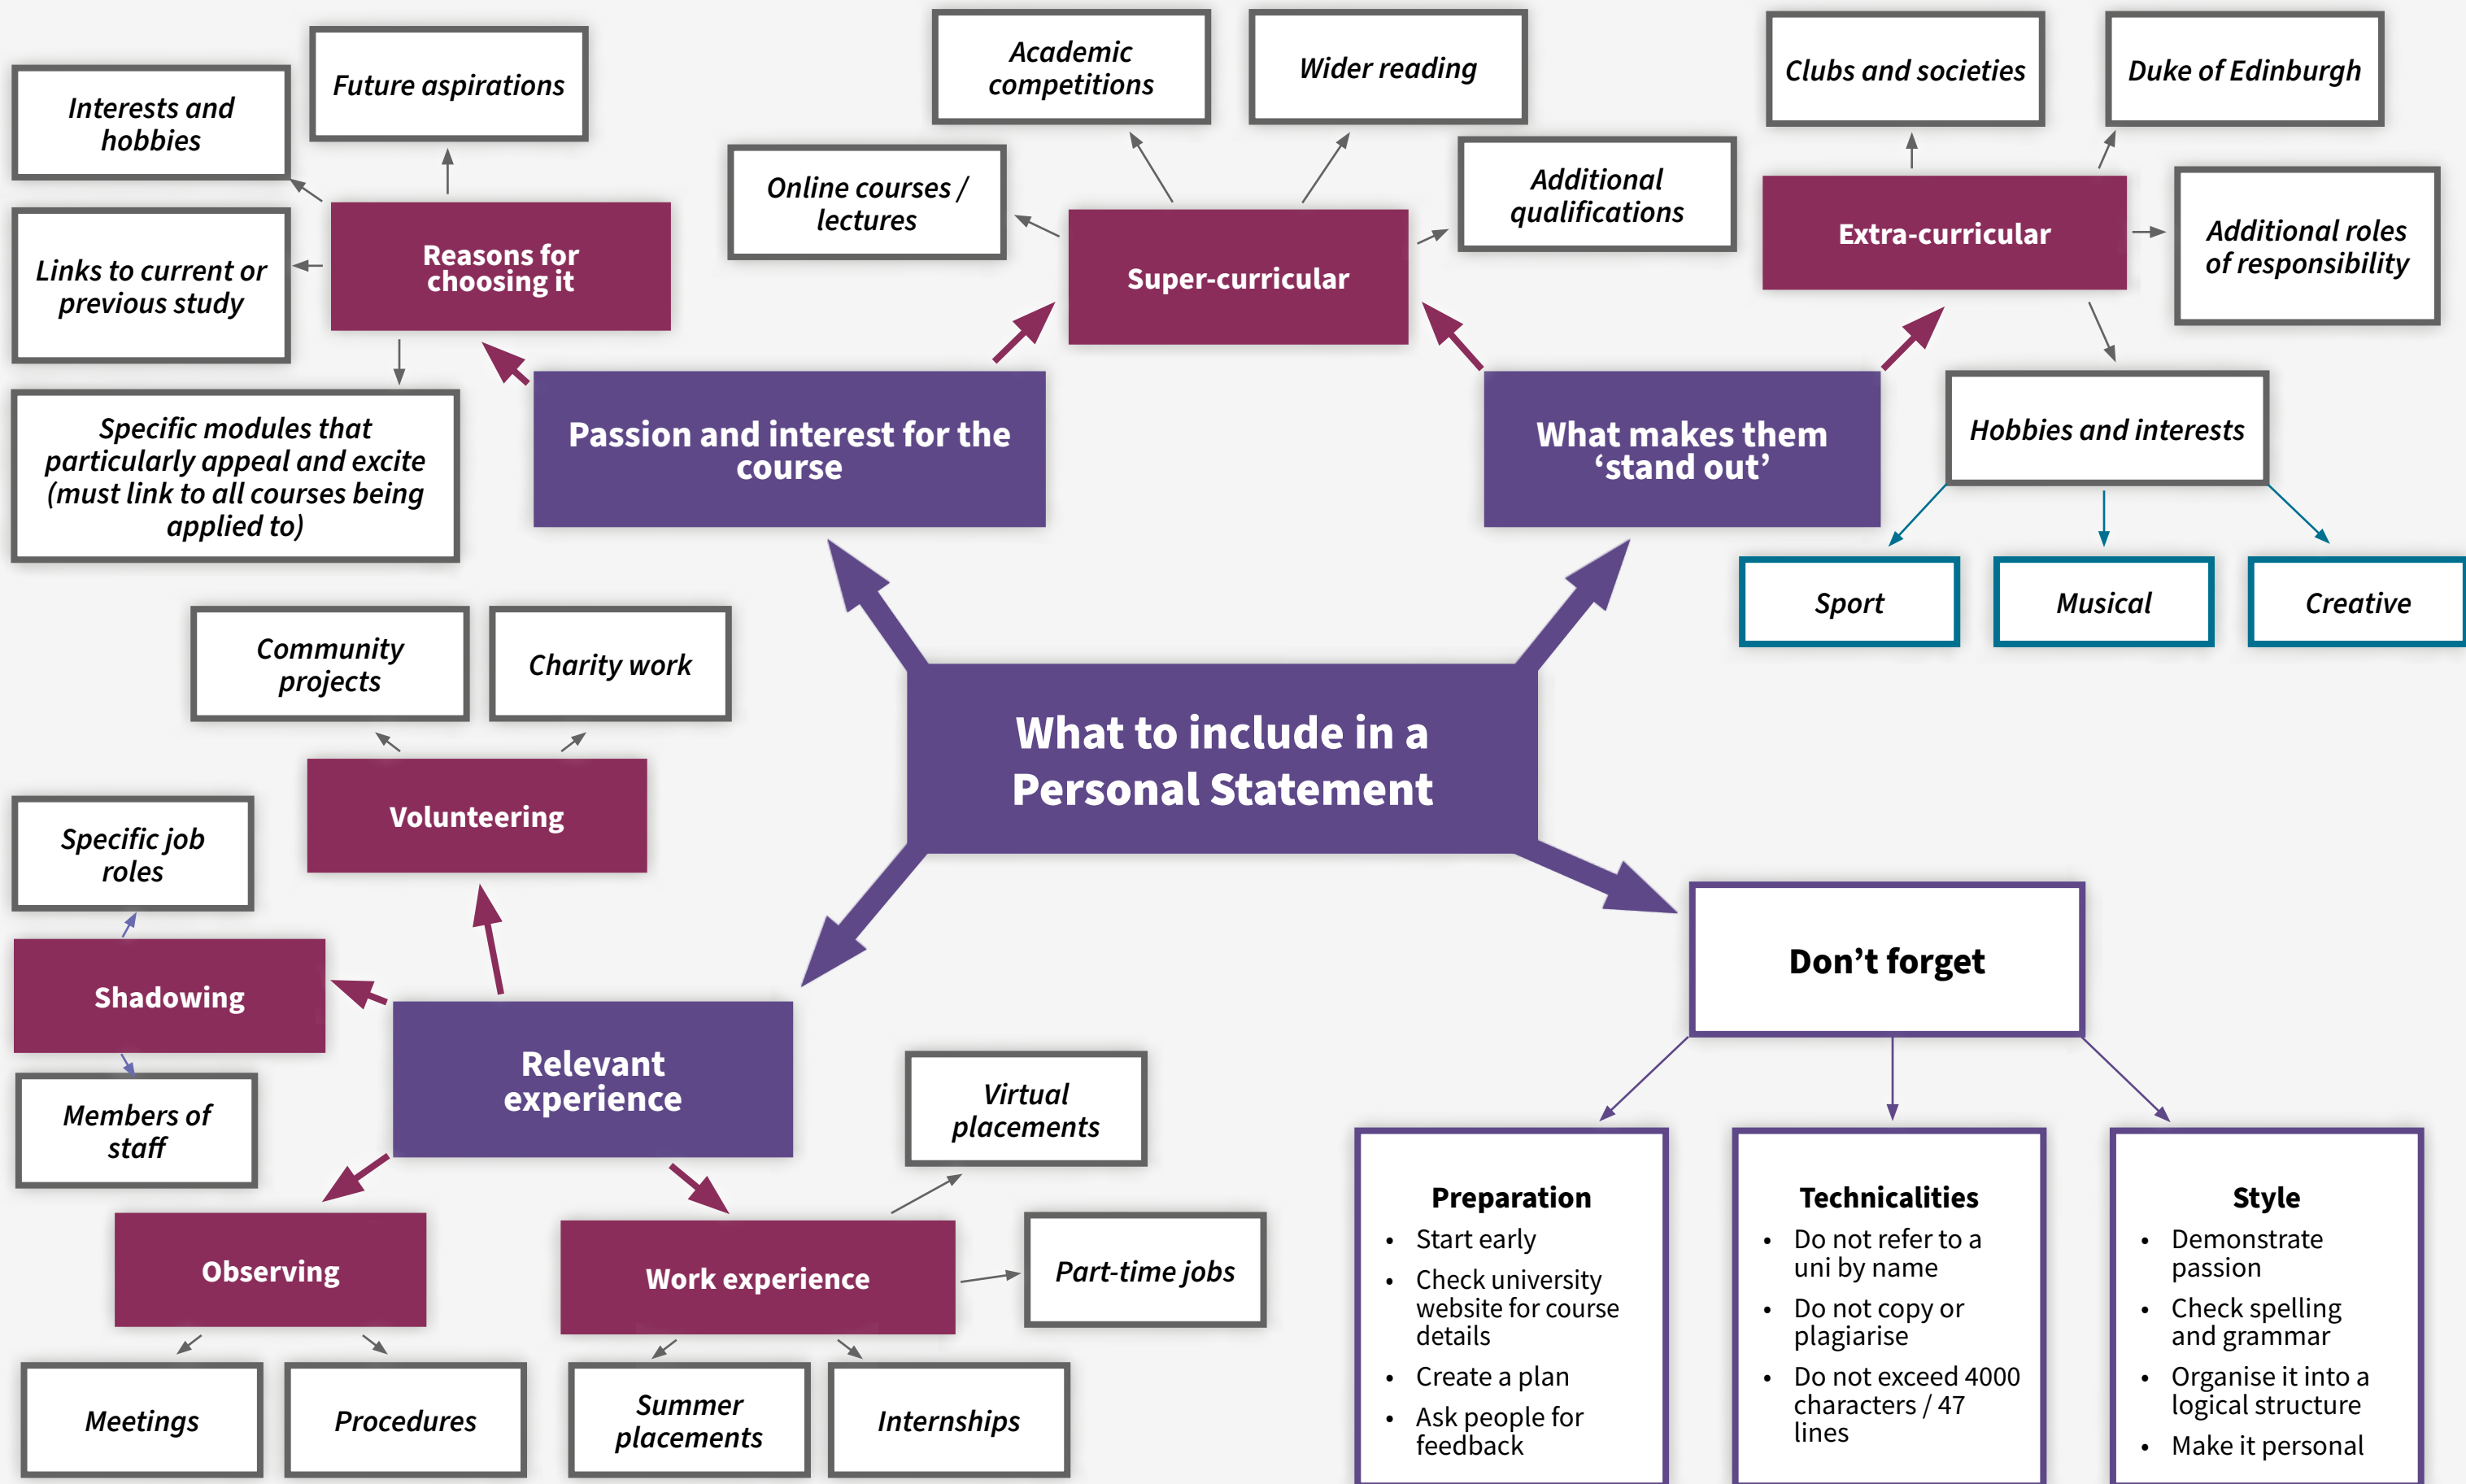 Interests and
hobbies
Future aspirations
Links to current or
previous study
Reasons for
choosing it
Specific modules that
particularly appeal and excite
(must link to all courses being
applied to)
Academic
competitions
Wider reading
Online courses /
lectures
Additional
qualifications
Super-curricular
Clubs and societies
Duke of Edinburgh
Extra-curricular
Additional roles
of responsibility
Passion and interest for the
course
What makes them
‘stand out’
Hobbies and interests
Sport
Musical
Creative
Community
projects
Charity work
Volunteering
What to include in a
Personal Statement
Specific job
roles
Shadowing
Members of
staff
Relevant
experience
Observing
Meetings
Procedures
Work experience
Virtual
placements
Part-time jobs
Summer
placements
Internships
Don’t forget
Preparation
• Start early
• Check university
website for course
details
• Create a plan
• Ask people for
feedback
Technicalities
• Do not refer to a
uni by name
• Do not copy or
plagiarise
• Do not exceed 4000
characters / 47
lines
Style
• Demonstrate
passion
• Check spelling
and grammar
• Organise it into a
logical structure
• Make it personal